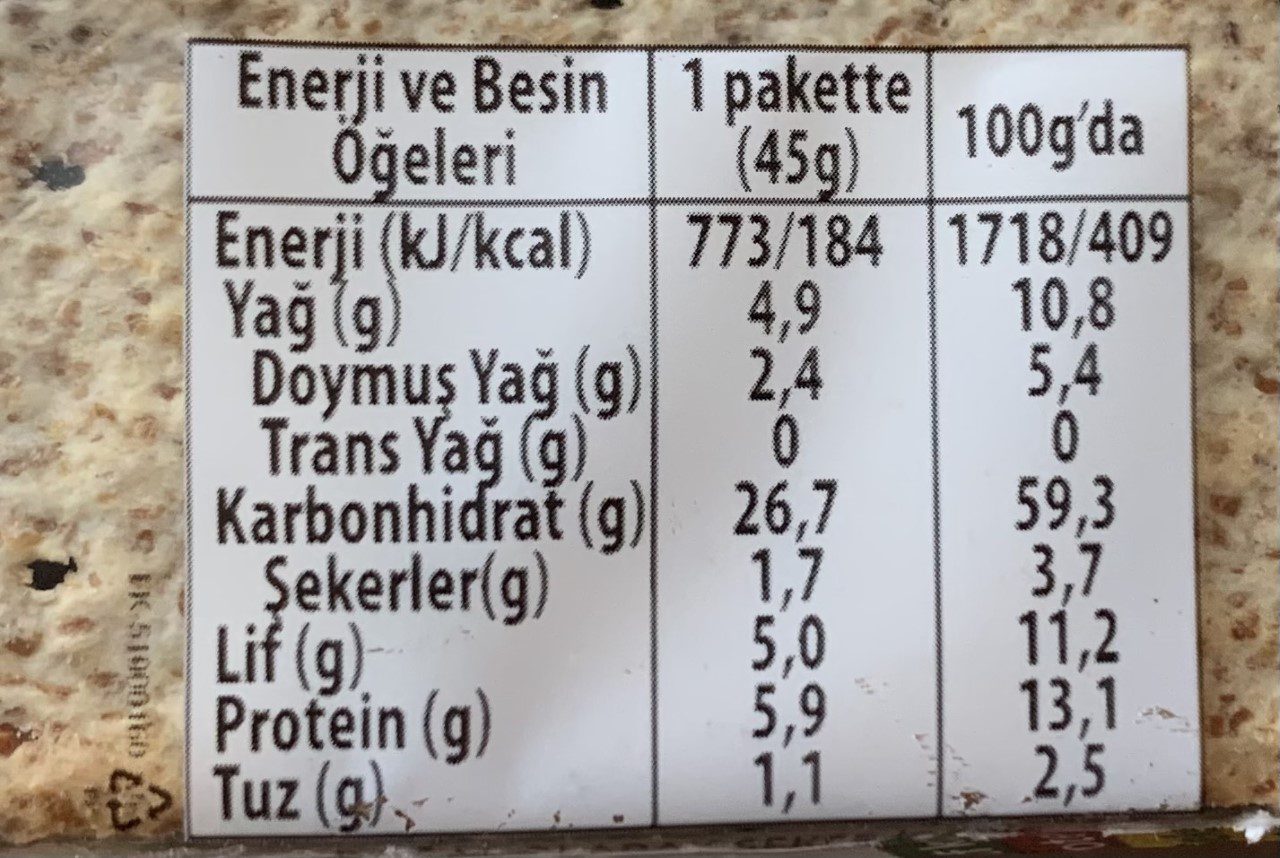 Enerji ve Besin Öğeleri 1 pakette (45g) 100g'da
Enerji (kJ/kcal) 773/184 1718/409
Yağ (g) 4,9 10,8
Doymuş Yağ (g) 2,4 5,4
Trans Yağ (g) 0 0
Karbonhidrat (g) 26,7 59,3
Şekerler(g) 1,7 3,7
Lif (g) 5,0 11,2
Protein (g) 5,9 13,1
Tuz (g) 1,1 2,5